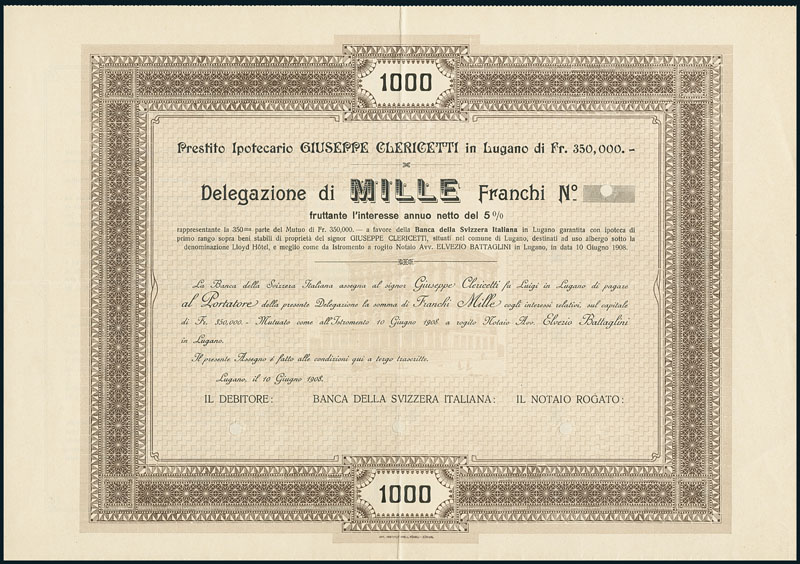 1000
Prestito Ipotecario GIUSEPPE CLERICETTI in Lugano di Fr. 350,000.-
Delegazione di MILLE Franchi No
fruttante l'interesse annuo netto del 5%
rappresentante la 350ma parte del Mutuo di Fr. 350,000. — a favore della Banca della Svizzera Italiana in Lugano garantita con ipoteca di
primo rango sopra beni stabili di proprietà del signor GIUSEPPE CLERICETTI, situati nel comune di Lugano, destinati ad uso albergo sotto la
denominazione Lloyd Hôtel, e meglio come da Istromento a rogito Notaio Avv. ELVEZIO BATTAGLINI in Lugano, in data 10 Giugno 1908.
La Banca della Svizzera Italiana assegna al signor Giuseppe Clericetti fu Luigi in Lugano di pagare
al Portatore della presente Delegazione la somma di Franchi Mille cogli interessi relativi, sul capitale
di Fr. 350,000.- Mutuato come all'Istromento 10 Giugno 1908 a rogito Notaio Avv. Elvezio Battaglini
in Lugano.
Il presente Assegno è fatto alle condizioni qui a tergo trascritte.
Lugano, il 10 Giugno 1908.
IL DEBITORE: BANCA DELLA SVIZZERA ITALIANA: IL NOTAIO ROGATO:
1000